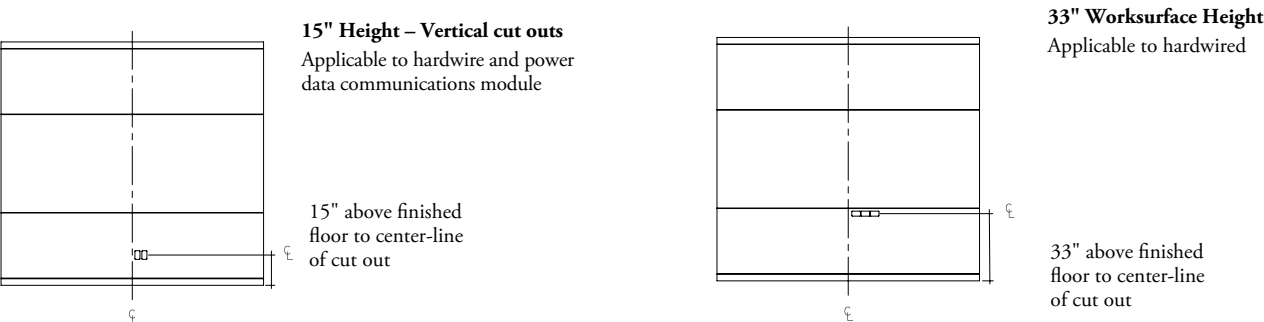 15" Height – Vertical cut outs
Applicable to hardwire and power
data communications module
15" above finished
floor to center-line
of cut out
℄
℄
33" Worksurface Height
Applicable to hardwired
℄
33" above finished
floor to center-line
of cut out
℄